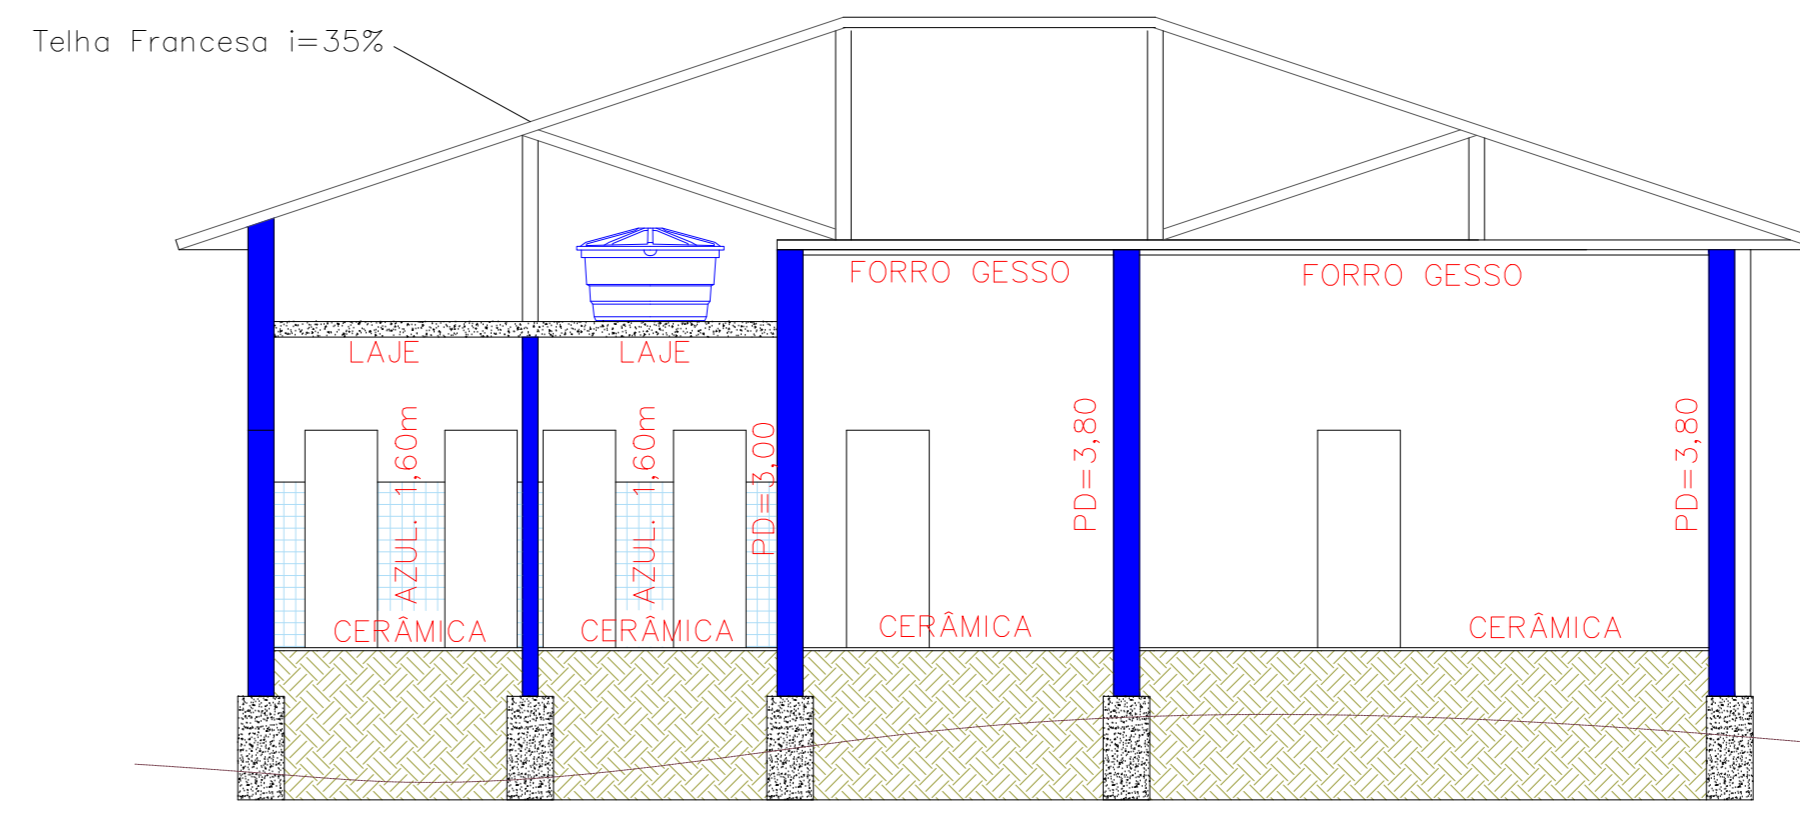 Telha Francesa i=35%
FORRO GESSO
FORRO GESSO
LAJE
LAJE
AZUL. 1,60m
AZUL. 1,60m
PD=3,00
PD=3,80
PD=3,80
CERÂMICA
CERÂMICA
CERÂMICA
CERÂMICA